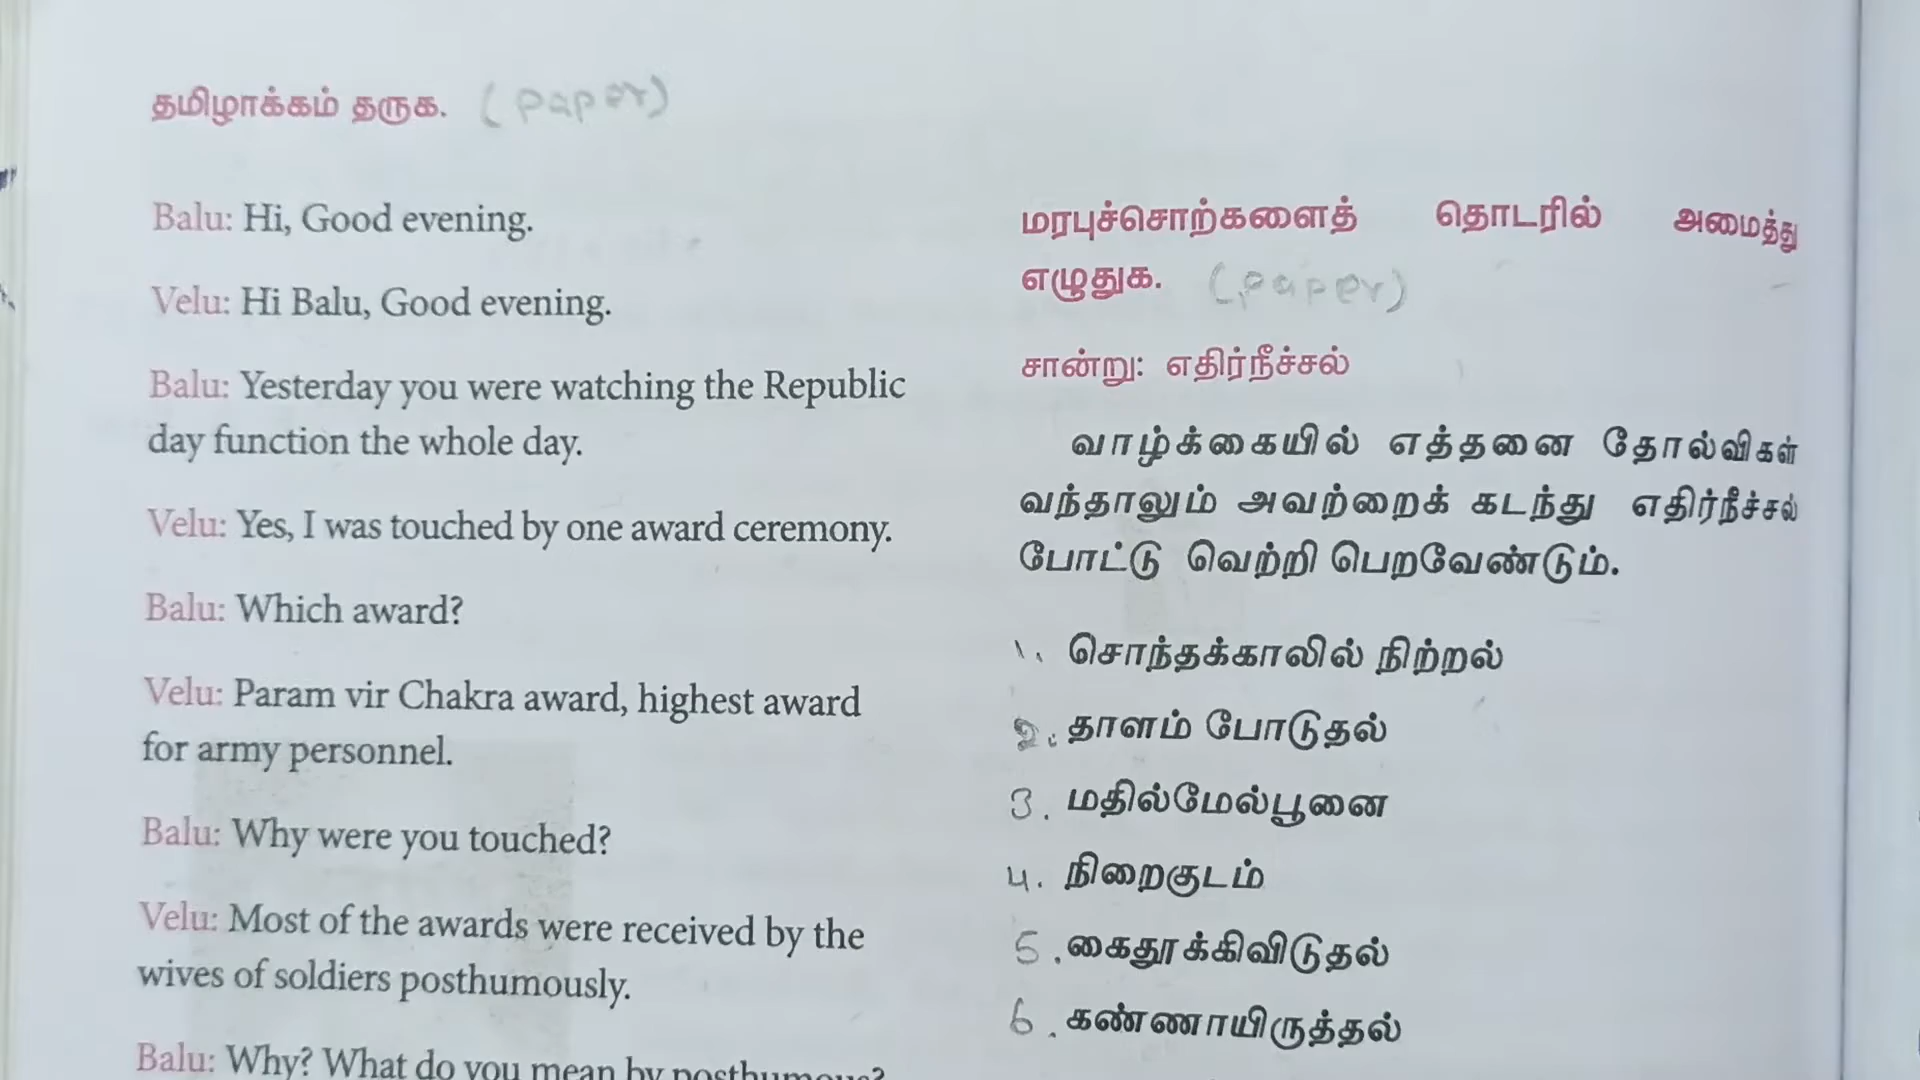 தமிழாக்கம் தருக. (paper)
Balu: Hi, Good evening.
Velu: Hi Balu, Good evening.
Balu: Yesterday you were watching the Republic
day function the whole day.
Velu: Yes, I was touched by one award ceremony.
Balu: Which award?
Velu: Param vir Chakra award, highest award
for army personnel.
Balu: Why were you touched?
Velu: Most of the awards were received by the
wives of soldiers posthumously.
Balu: Why? What do you mean by posthumous?
மரபுச்சொற்களைத் தொடரில் அமைத்து
எழுதுக. (paper)
சான்று: எதிர்நீச்சல்
வாழ்க்கையில் எத்தனை தோல்விகள்
வந்தாலும் அவற்றைக் கடந்து எதிர்நீச்சல்
போட்டு வெற்றி பெறவேண்டும்.
1. சொந்தக்காலில் நிற்றல்
2. தாளம் போடுதல்
3. மதில்மேல்பூனை
4. நிறைகுடம்
5. கைதூக்கிவிடுதல்
6. கண்ணாயிருத்தல்